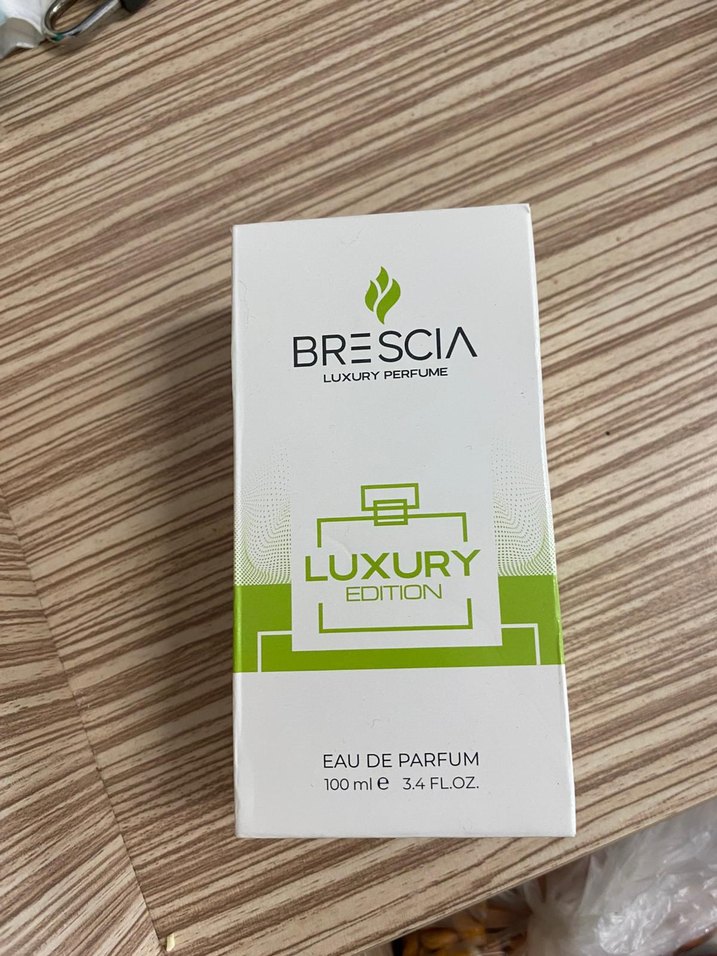 BRESCIA
LUXURY PERFUME
LUXURY
EDITION
EAU DE PARFUM
100 ml ℮ 3.4 FL.OZ.